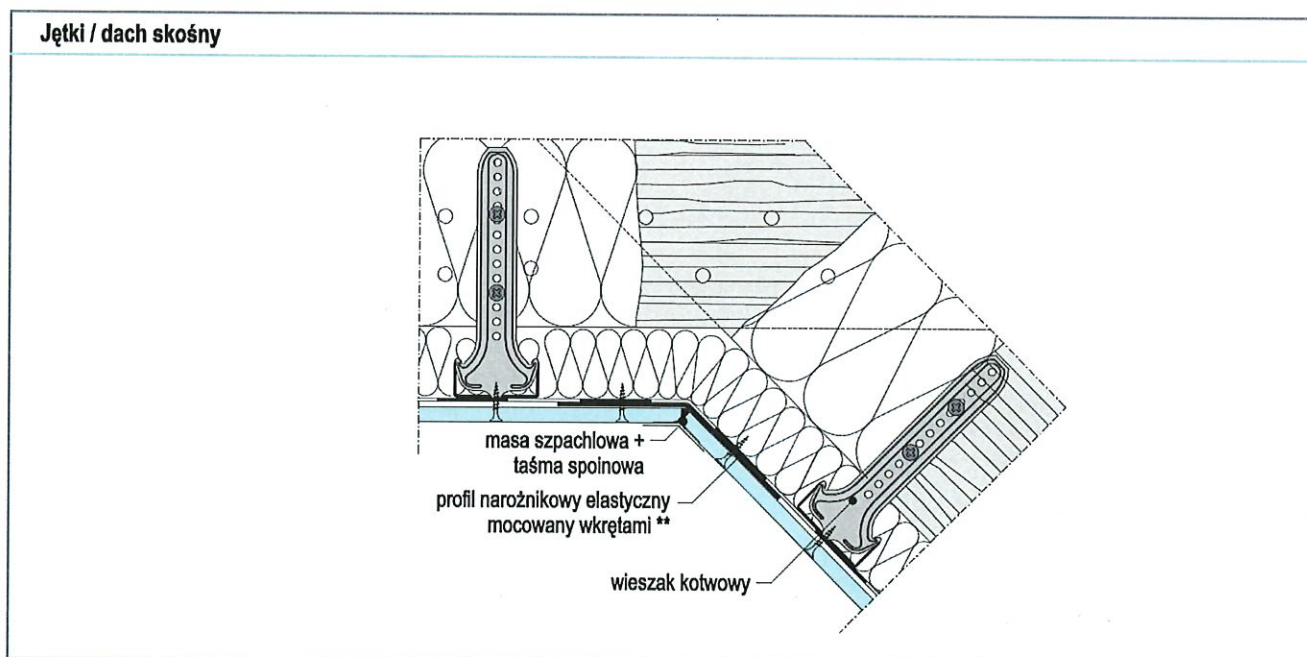 Jętki / dach skośny
masa szpachlowa +
taśma spoinowa
profil narożnikowy elastyczny
mocowany wkrętami **
wieszak kotwowy